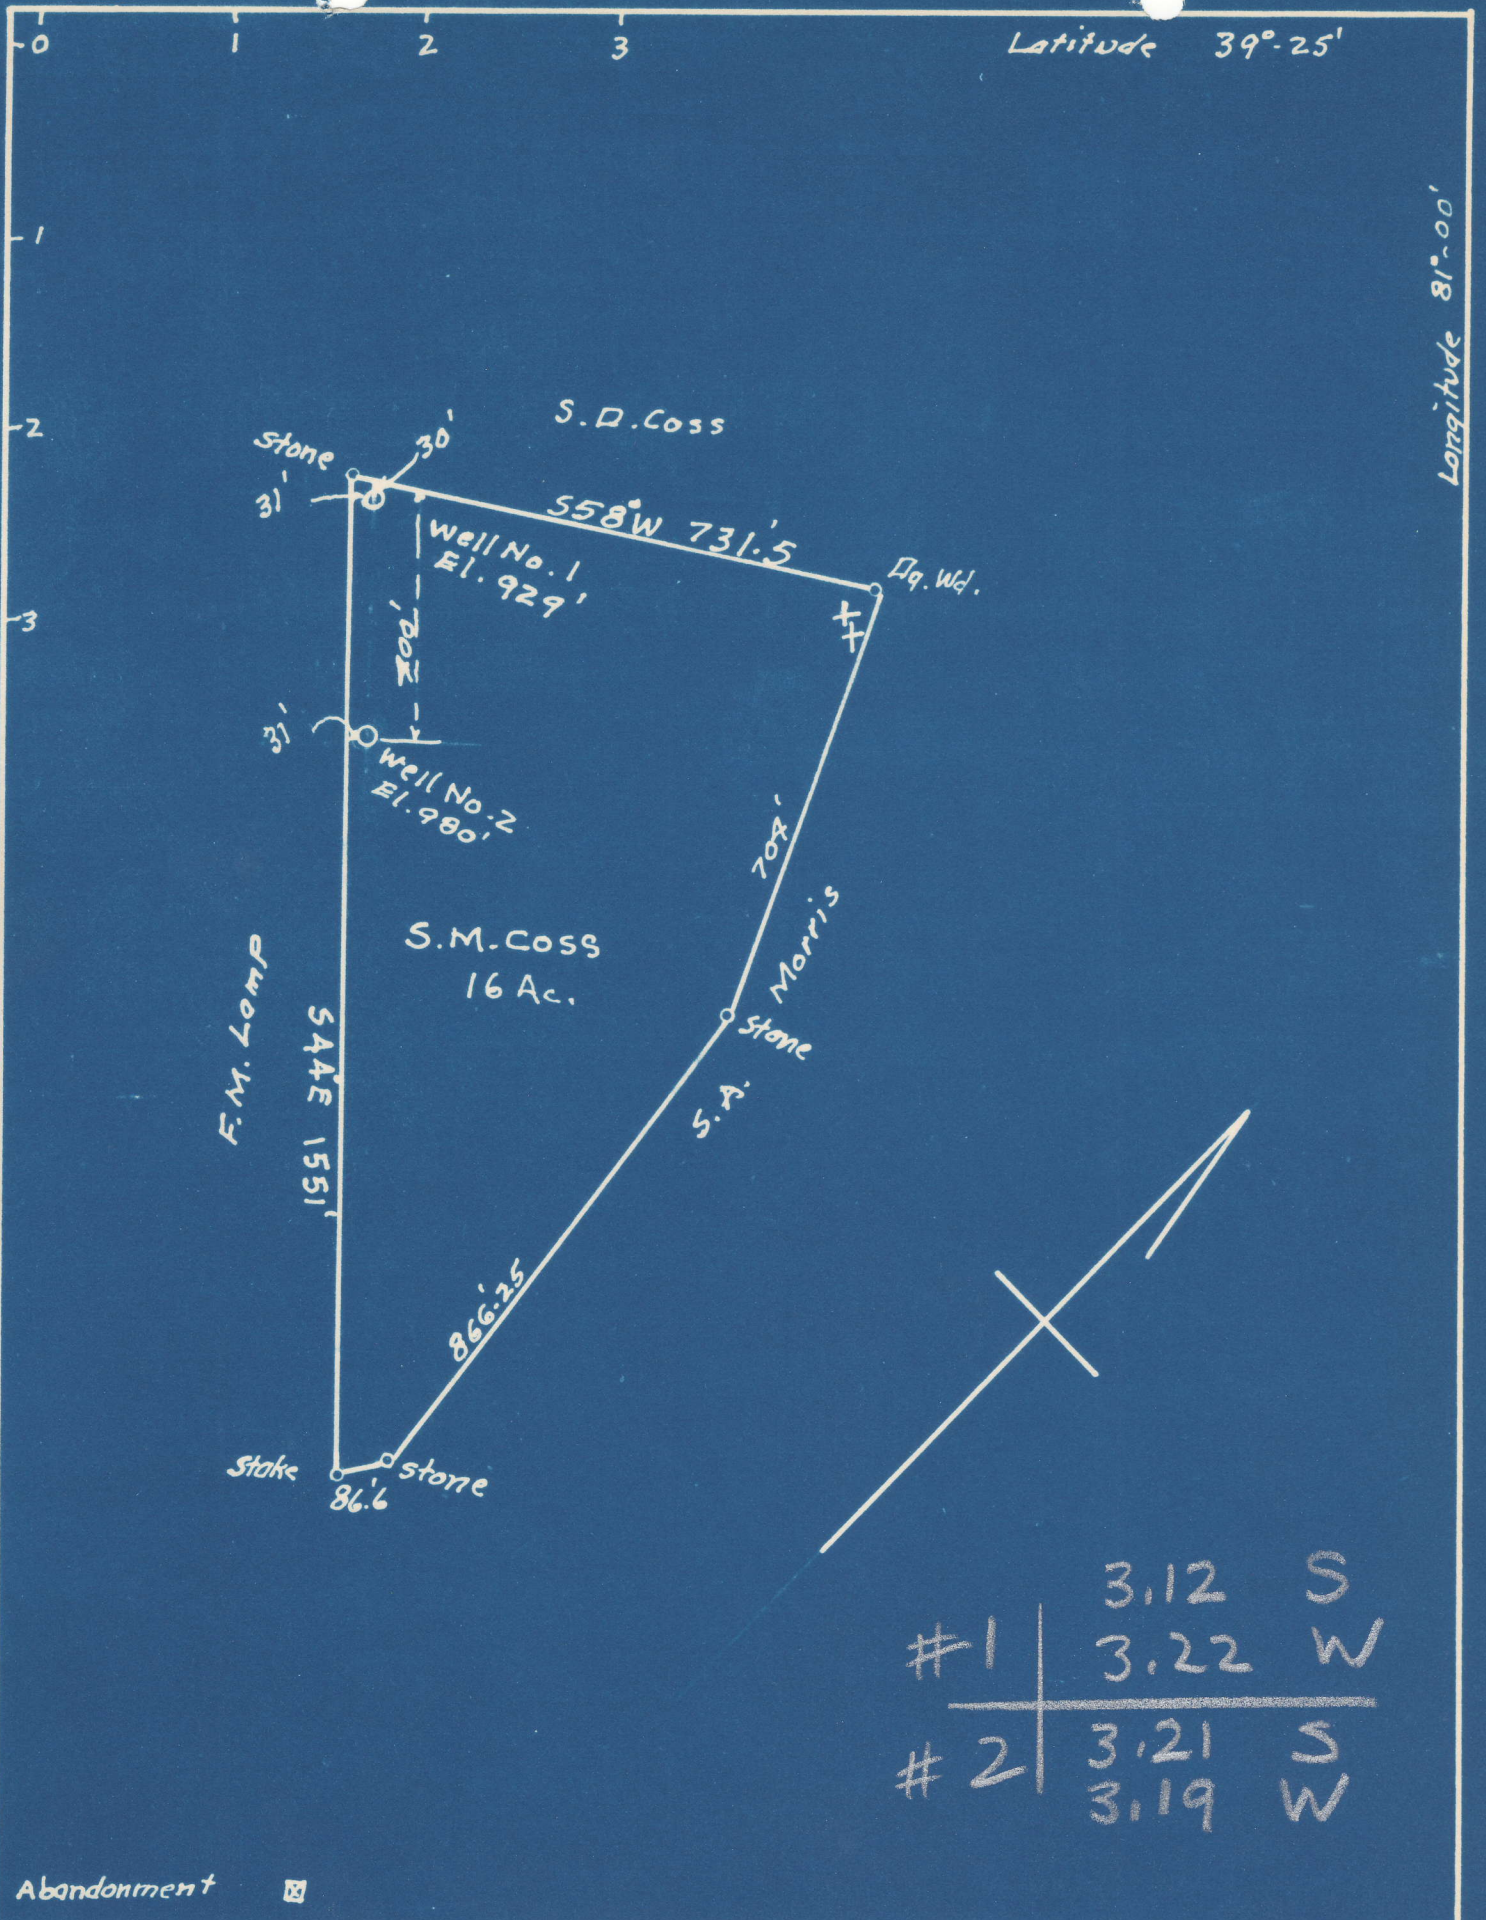 0 1 2 3 Latitude 39°-25'
1
2
3
Longitude 81°-00'
S.D. Coss
Stone
30'
31'
S58°W 731.'5
Well No. 1
El. 929'
Dg. Wd.
31'
Well No. 2
El. 980'
704'
S.M. Coss
16 Ac.
F.M. Lamp
S44°E 1551'
S.A. Morris
Stone
866.'25
Stake
Stone
86.'6
3.12 S
#1 3.22 W
#2 3.21 S
3.19 W
Abandonment